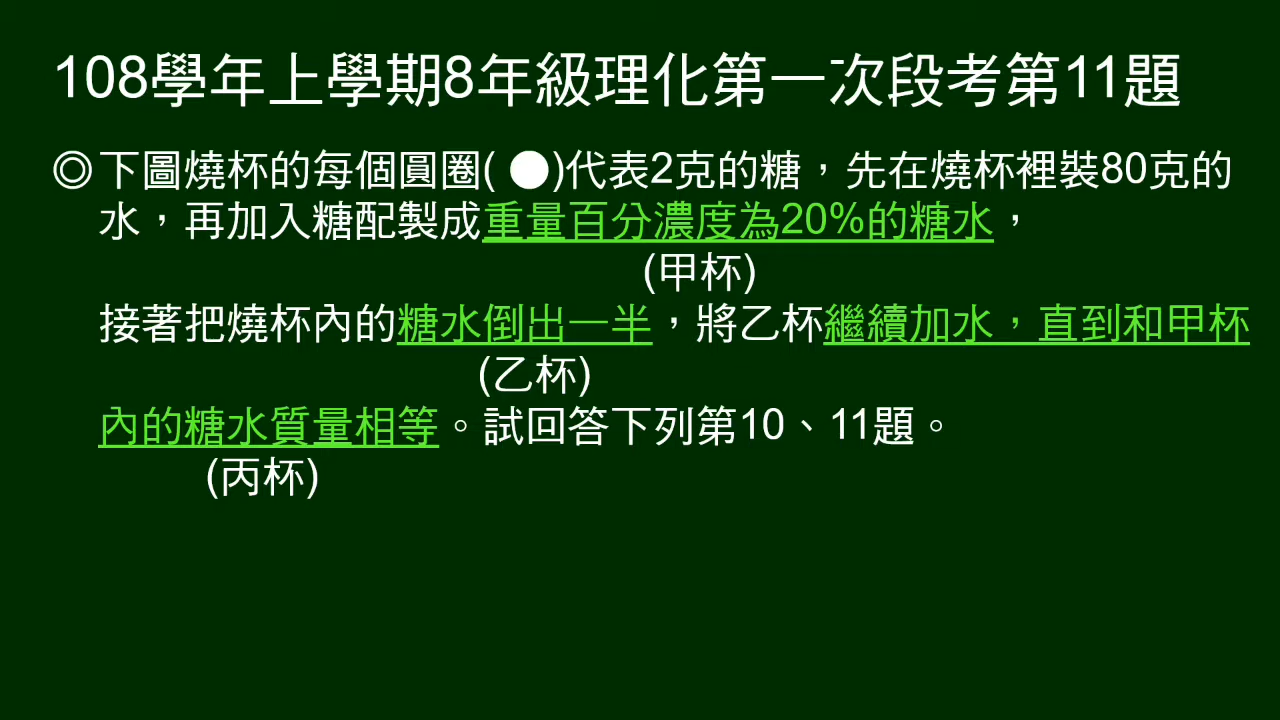 108學年上學期8年級理化第一次段考第11題
◎下圖燒杯的每個圓圈( ●)代表2克的糖，先在燒杯裡裝80克的
水，再加入糖配製成重量百分濃度為20%的糖水，
(甲杯)
接著把燒杯內的糖水倒出一半，將乙杯繼續加水，直到和甲杯
(乙杯)
內的糖水質量相等。試回答下列第10、11題。
(丙杯)